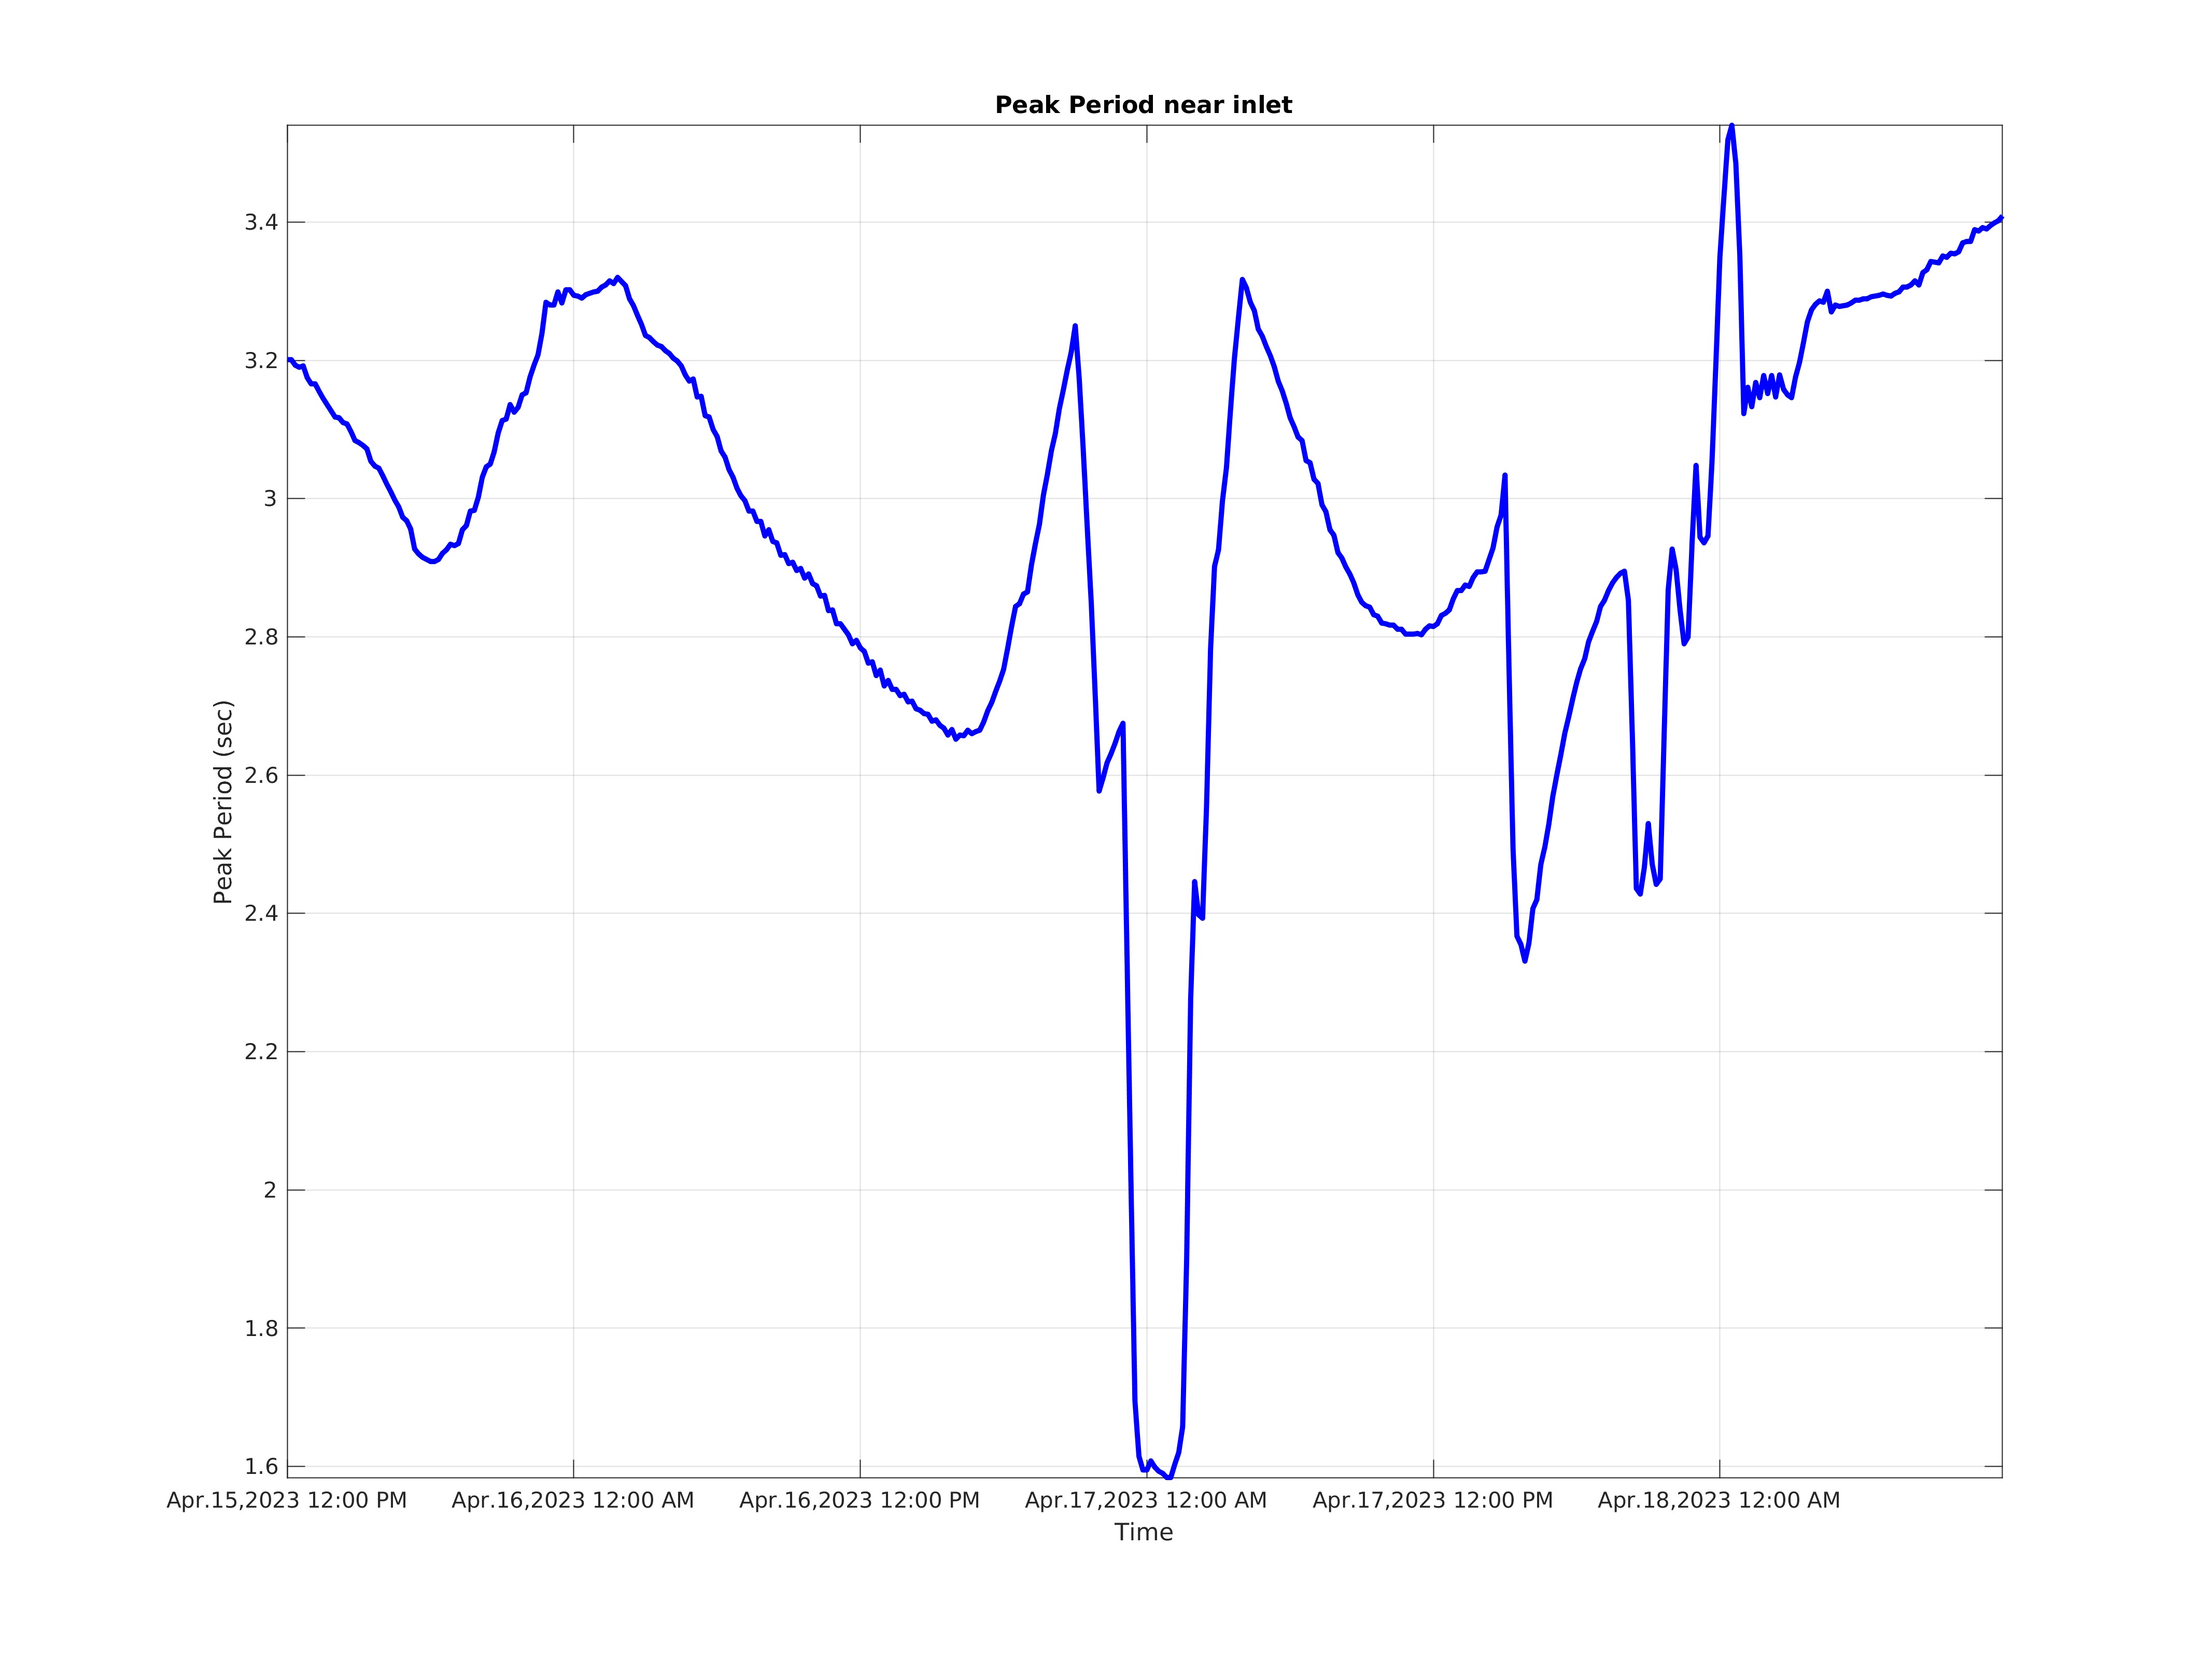 Peak Period near inlet
3.4
3.2
3
2.8
2.6
2.4
2.2
2
1.8
1.6
Peak Period (sec)
Apr.15,2023 12:00 PM
Apr.16,2023 12:00 AM
Apr.16,2023 12:00 PM
Apr.17,2023 12:00 AM
Apr.17,2023 12:00 PM
Apr.18,2023 12:00 AM
Time